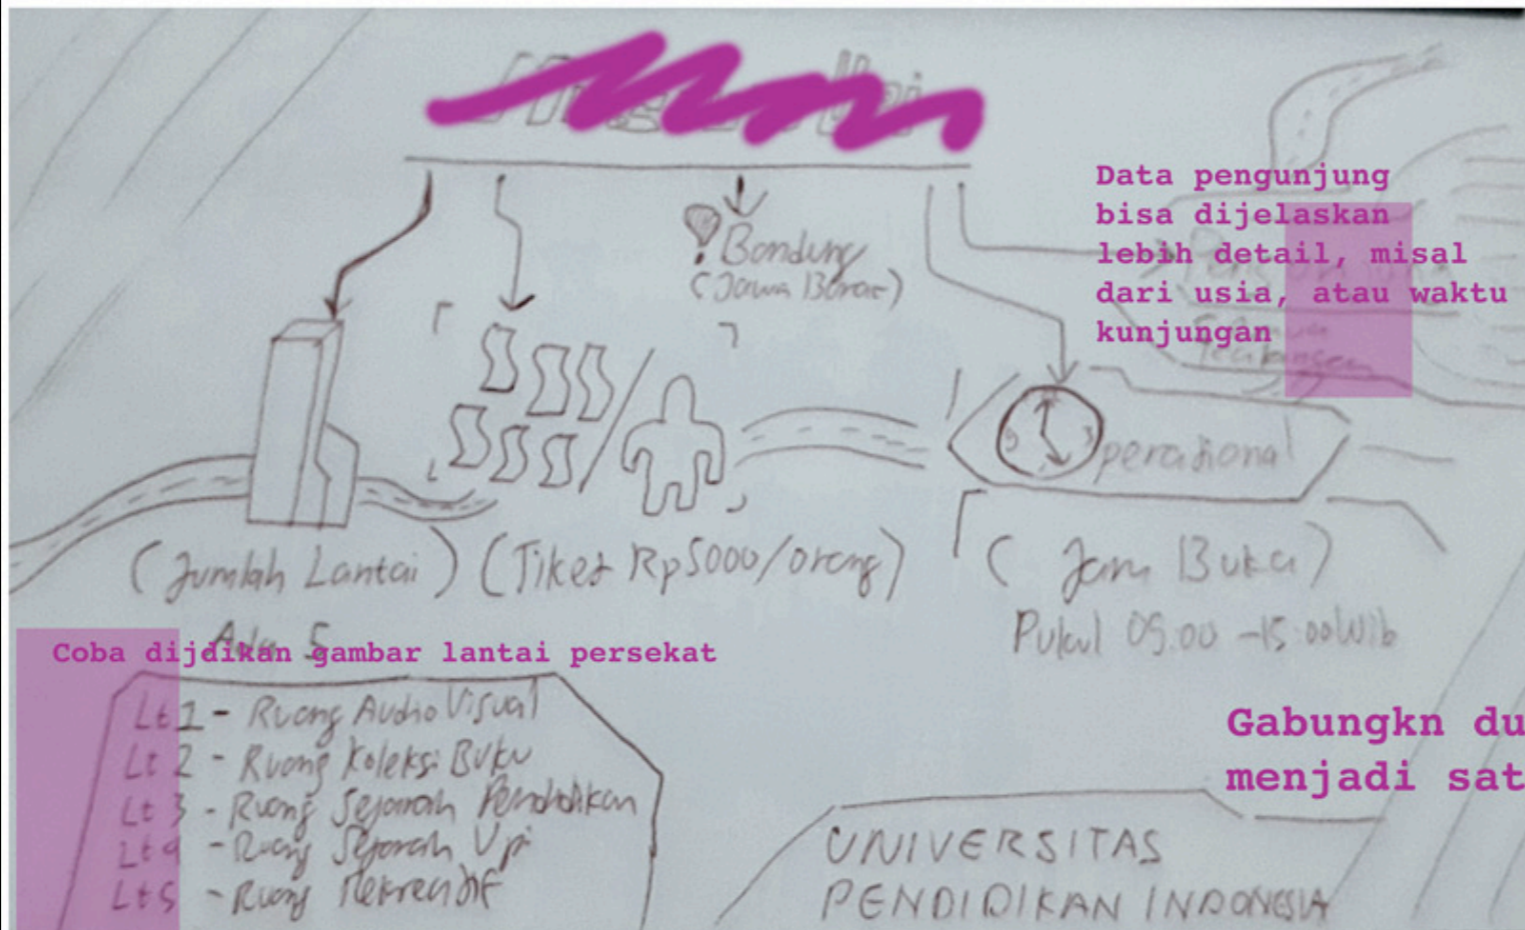 Data pengunjung
bisa dijelaskan
lebih detail, misal
dari usia, atau waktu
kunjungan
Bandung
(Jawa Barat)
perasional
(Jumlah Lantai)
(Tiket Rp5000/orang)
(Jam Buka)
Pukul 09.00 -15.00 Wib
Ada 5
Coba dijdikan gambar lantai persekat
Lt 1 - Ruang Audio Visual
Lt 2 - Ruang Koleksi Buku
Lt 3 - Ruang Sejarah Pendidikan
Lt 4 - Ruang Sejarah Upi
Lt 5 - Ruang Rekreatif
Gabungkn du
menjadi sat
UNIVERSITAS
PENDIDIKAN INDONESIA